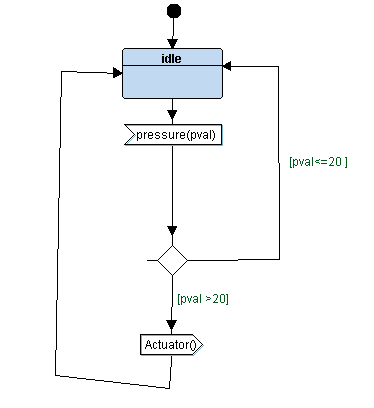 idle
pressure(pval)
[pval<=20 ]
[pval >20]
Actuator()